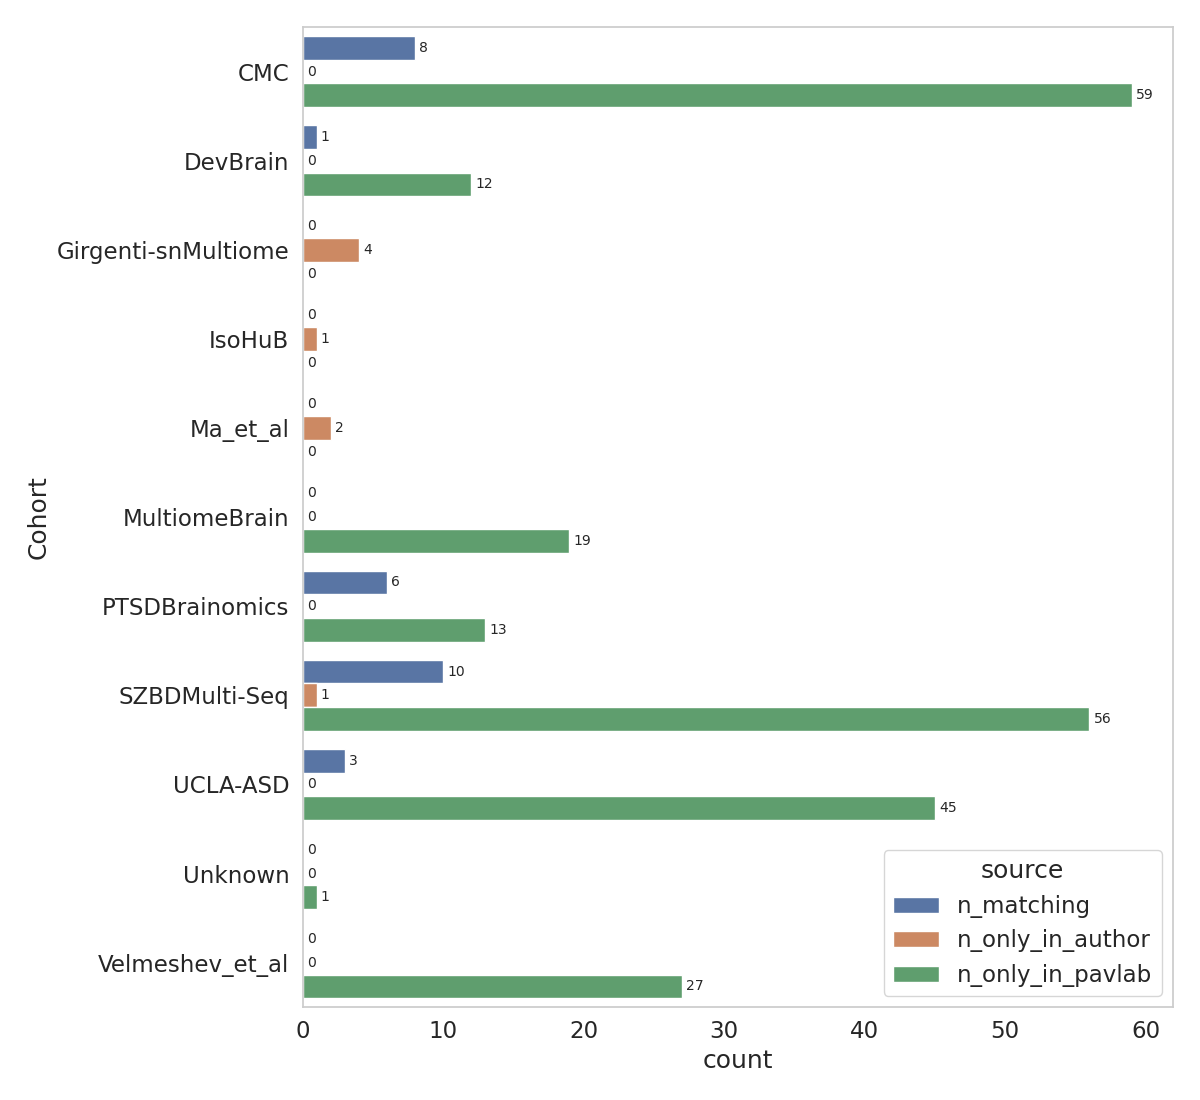 CMC
8
0
59
DevBrain
1
0
12
Girgenti-snMultiome
0
4
0
IsoHuB
0
1
0
Ma_et_al
0
2
0
MultiomeBrain
0
0
19
PTSDBrainomics
6
0
13
SZBDMulti-Seq
10
1
56
UCLA-ASD
3
0
45
Unknown
0
0
1
Velmeshev_et_al
0
0
27
Cohort
source
n_matching
n_only_in_author
n_only_in_pavlab
0 10 20 30 40 50 60
count